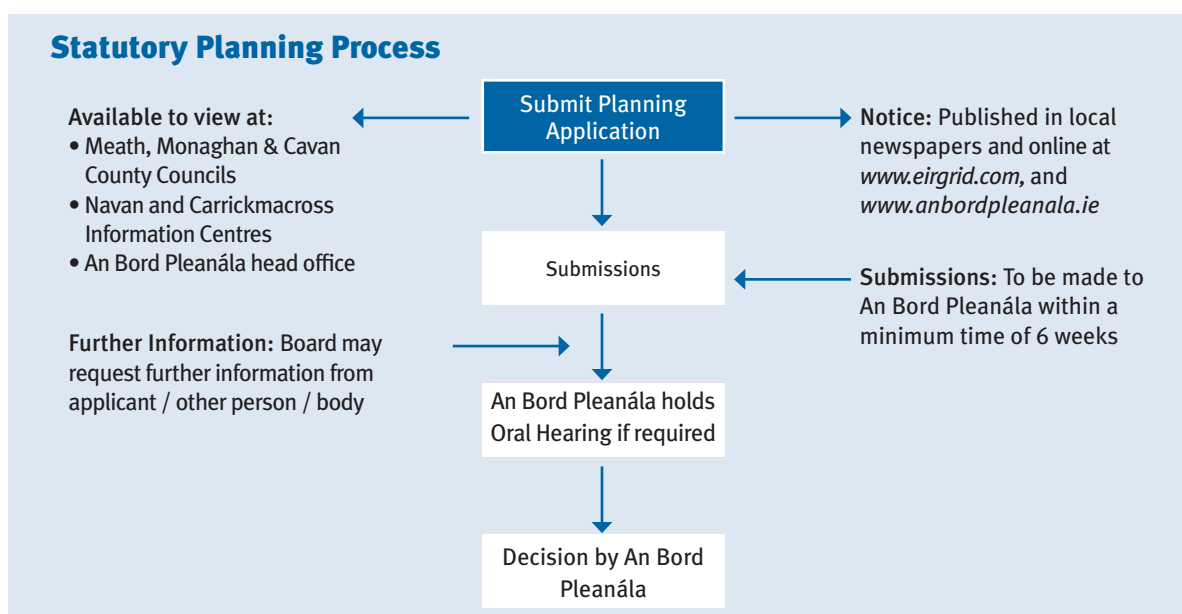 Statutory Planning Process
Available to view at:
• Meath, Monaghan & Cavan
County Councils
• Navan and Carrickmacross
Information Centres
• An Bord Pleanála head office
Submit Planning
Application
Notice: Published in local
newspapers and online at
www.eirgrid.com, and
www.anbordpleanala.ie
Submissions
Submissions: To be made to
An Bord Pleanála within a
minimum time of 6 weeks
Further Information: Board may
request further information from
applicant / other person / body
An Bord Pleanála holds
Oral Hearing if required
Decision by An Bord
Pleanála